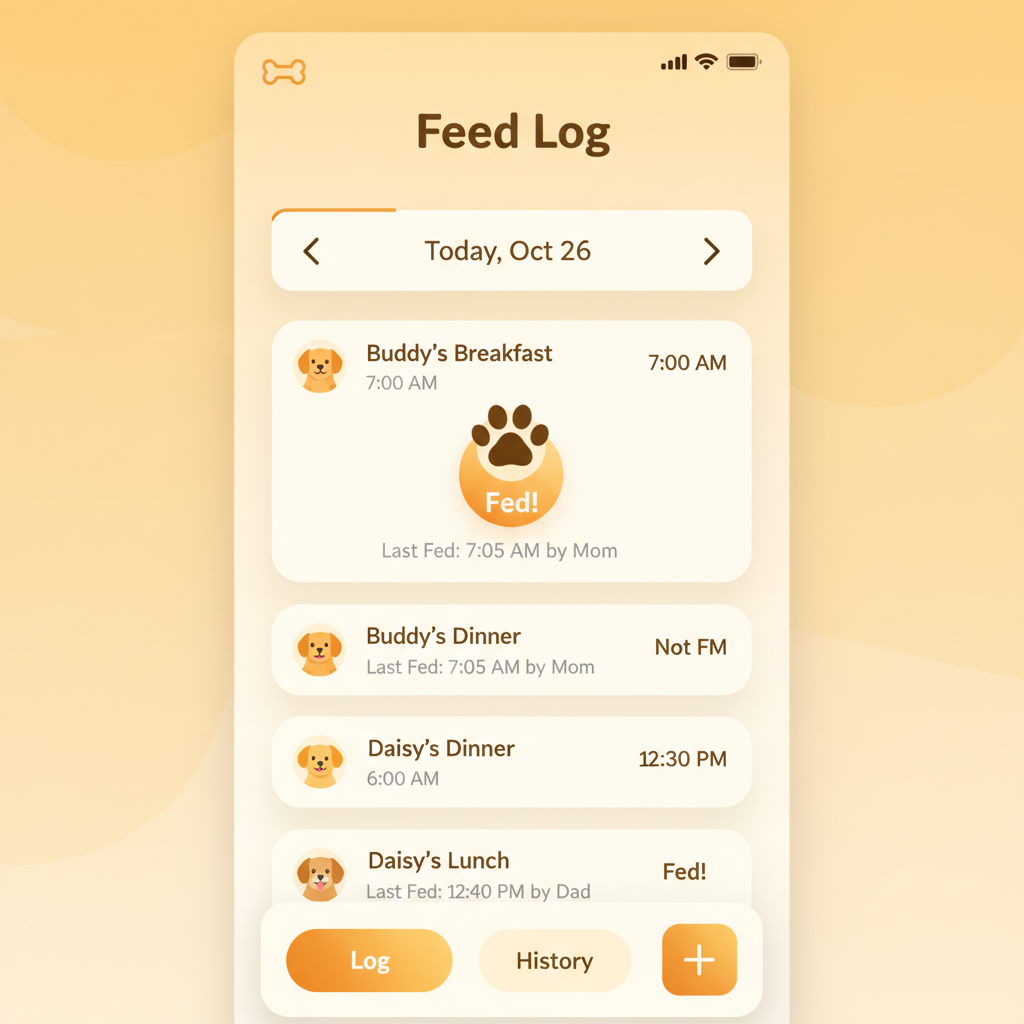 Feed Log
Today, Oct 26
Buddy's Breakfast
7:00 AM
7:00 AM
Fed!
Last Fed: 7:05 AM by Mom
Buddy's Dinner
Last Fed: 7:05 AM by Mom
Not FM
Daisy's Dinner
6:00 AM
12:30 PM
Daisy's Lunch
Last Fed: 12:40 PM by Dad
Fed!
Log
History